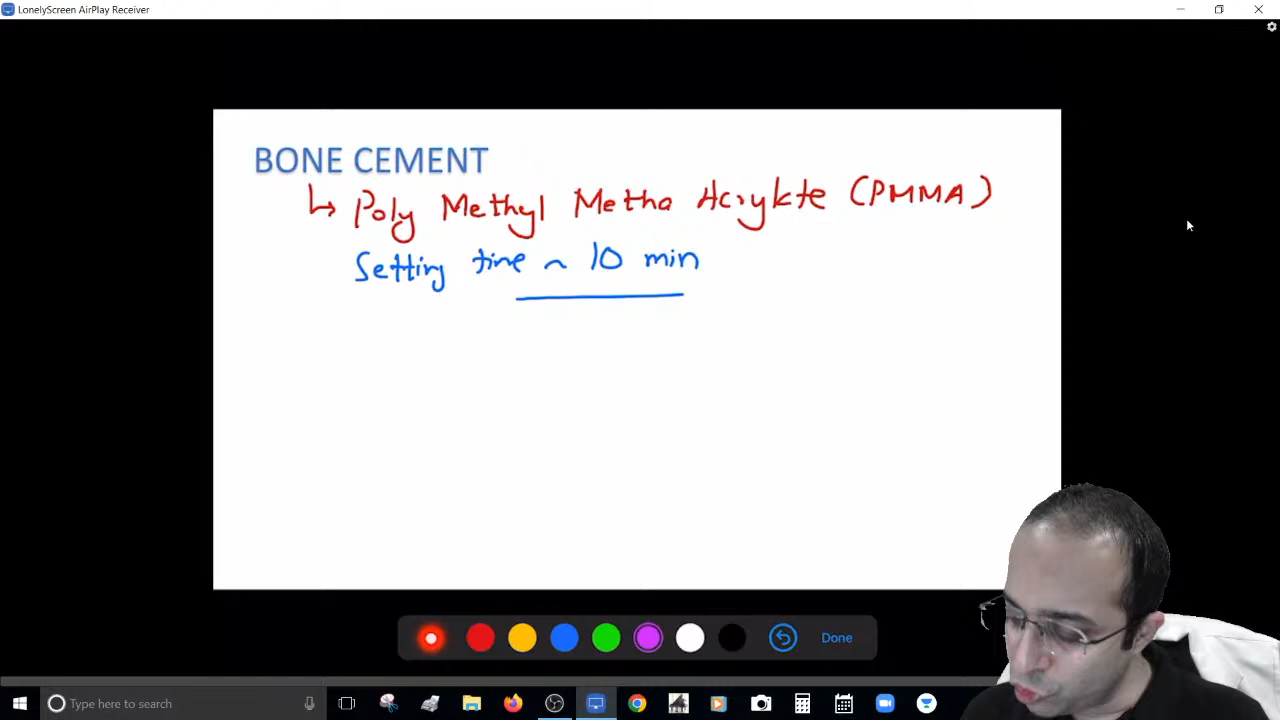 LonelyScreen AirPlay Receiver
BONE CEMENT
↳ Poly Methyl Metha Acrylate (PMMA)
Setting time ~ 10 min
Done
Type here to search